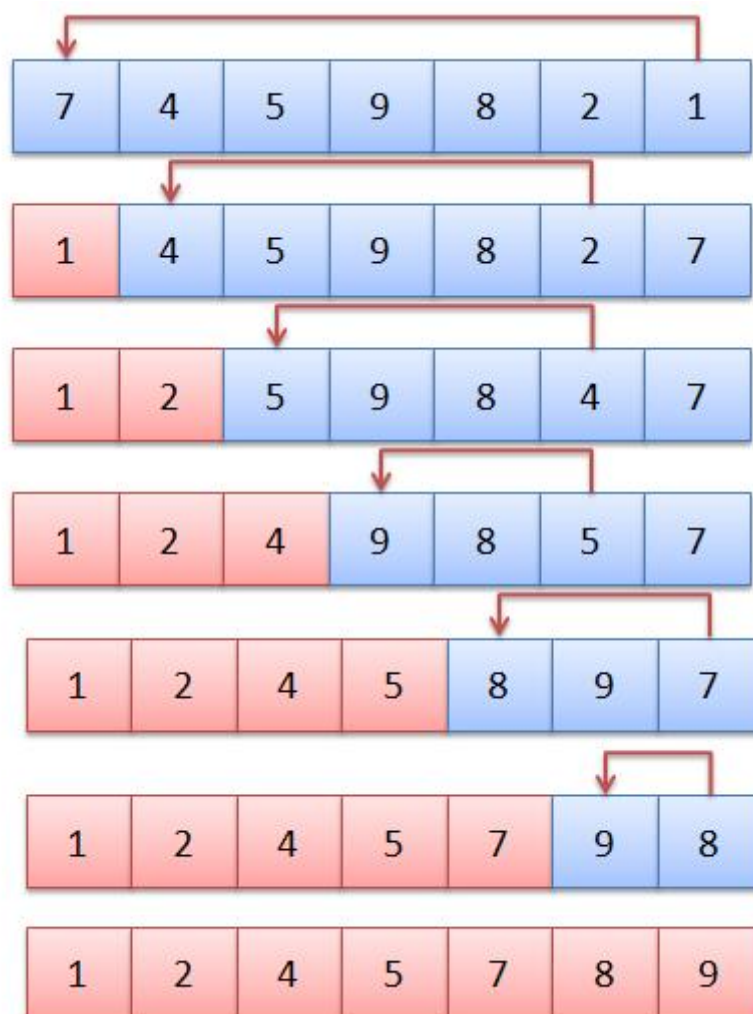 7 4 5 9 8 2 1
1 4 5 9 8 2 7
1 2 5 9 8 4 7
1 2 4 9 8 5 7
1 2 4 5 8 9 7
1 2 4 5 7 9 8
1 2 4 5 7 8 9